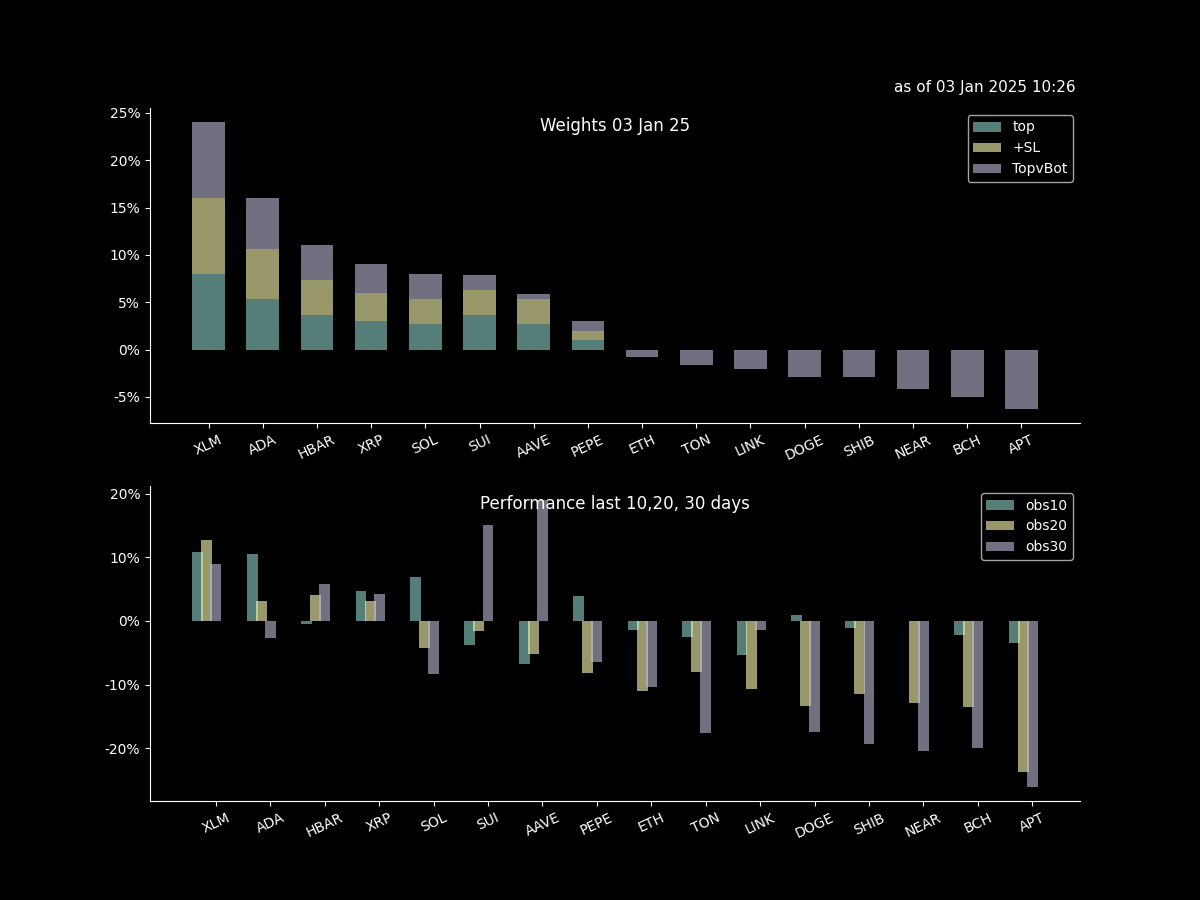 as of 03 Jan 2025 10:26
Weights 03 Jan 25
top
+SL
TopvBot
25%
20%
15%
10%
5%
0%
-5%
XLM ADA HBAR XRP SOL SUI AAVE PEPE ETH TON LINK DOGE SHIB NEAR BCH APT
Performance last 10,20, 30 days
obs10
obs20
obs30
20%
10%
0%
-10%
-20%
XLM ADA HBAR XRP SOL SUI AAVE PEPE ETH TON LINK DOGE SHIB NEAR BCH APT